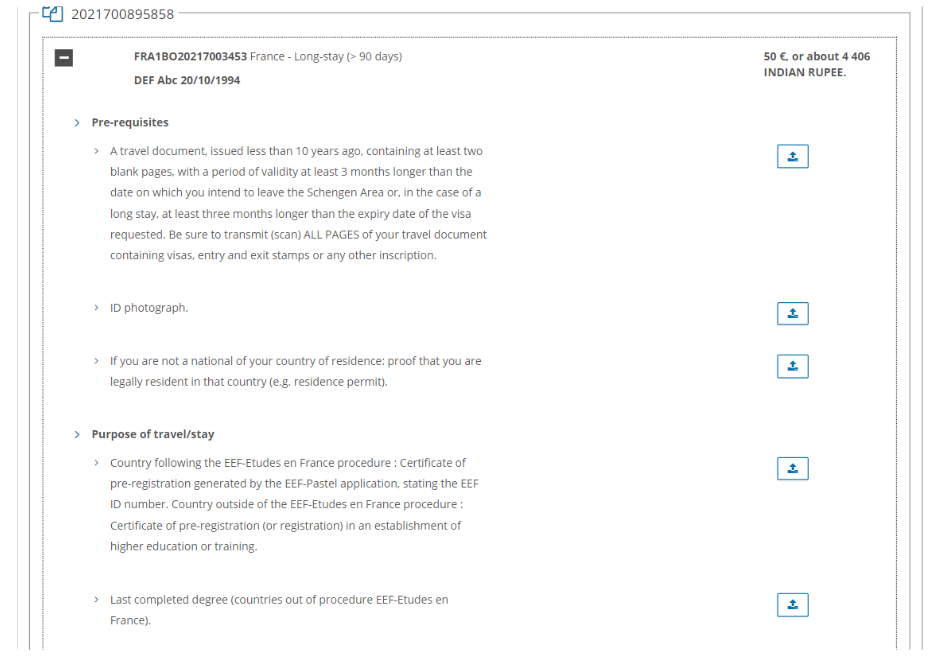 2021700895858
FRA1BO20217003453 France - Long-stay (> 90 days)
50 €, or about 4 406
INDIAN RUPEE.
DEF Abc 20/10/1994
Pre-requisites
A travel document, issued less than 10 years ago, containing at least two
blank pages, with a period of validity at least 3 months longer than the
date on which you intend to leave the Schengen Area or, in the case of a
long stay, at least three months longer than the expiry date of the visa
requested. Be sure to transmit (scan) ALL PAGES of your travel document
containing visas, entry and exit stamps or any other inscription.
ID photograph.
If you are not a national of your country of residence: proof that you are
legally resident in that country (e.g. residence permit).
Purpose of travel/stay
Country following the EEF-Etudes en France procedure : Certificate of
pre-registration generated by the EEF-Pastel application, stating the EEF
ID number. Country outside of the EEF-Etudes en France procedure :
Certificate of pre-registration (or registration) in an establishment of
higher education or training.
Last completed degree (countries out of procedure EEF-Etudes en
France).